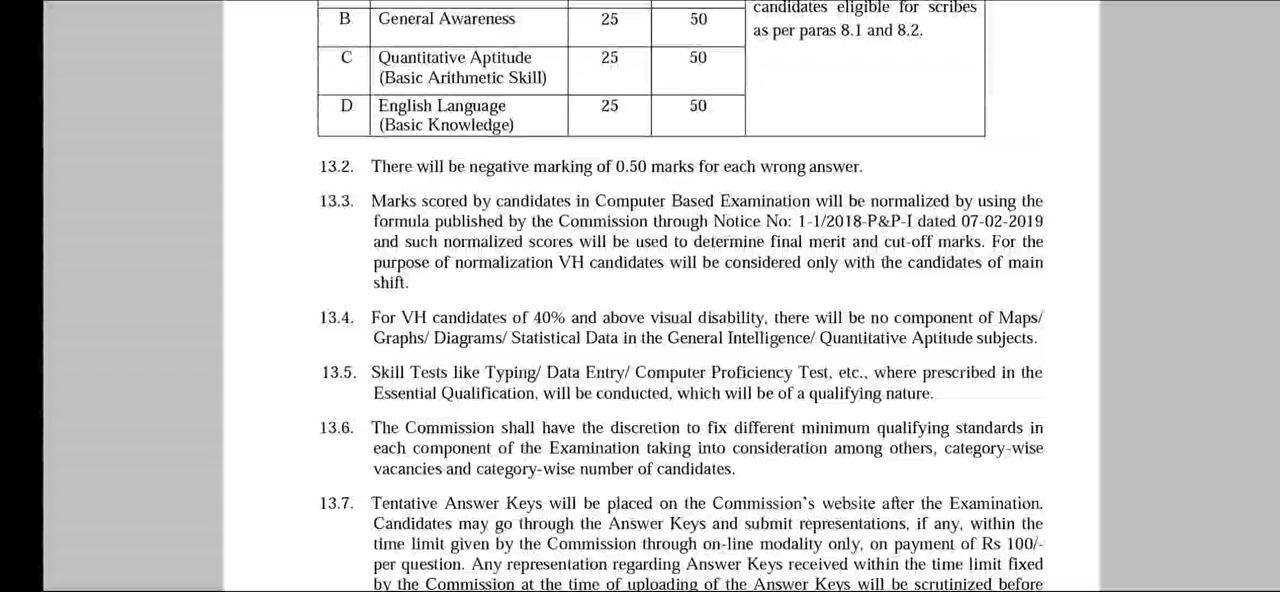 candidates eligible for scribes
B General Awareness 25 50
as per paras 8.1 and 8.2.
C Quantitative Aptitude 25 50
(Basic Arithmetic Skill)
D English Language 25 50
(Basic Knowledge)
13.2. There will be negative marking of 0.50 marks for each wrong answer.
13.3. Marks scored by candidates in Computer Based Examination will be normalized by using the
formula published by the Commission through Notice No: 1-1/2018-P&P-I dated 07-02-2019
and such normalized scores will be used to determine final merit and cut-off marks. For the
purpose of normalization VH candidates will be considered only with the candidates of main
shift.
13.4. For VH candidates of 40% and above visual disability, there will be no component of Maps/
Graphs/ Diagrams/ Statistical Data in the General Intelligence/ Quantitative Aptitude subjects.
13.5. Skill Tests like Typing/ Data Entry/ Computer Proficiency Test, etc., where prescribed in the
Essential Qualification, will be conducted, which will be of a qualifying nature.
13.6. The Commission shall have the discretion to fix different minimum qualifying standards in
each component of the Examination taking into consideration among others, category-wise
vacancies and category-wise number of candidates.
13.7. Tentative Answer Keys will be placed on the Commission's website after the Examination.
Candidates may go through the Answer Keys and submit representations, if any, within the
time limit given by the Commission through on-line modality only, on payment of Rs 100/-
per question. Any representation regarding Answer Keys received within the time limit fixed
by the Commission at the time of uploading of the Answer Keys will be scrutinized before